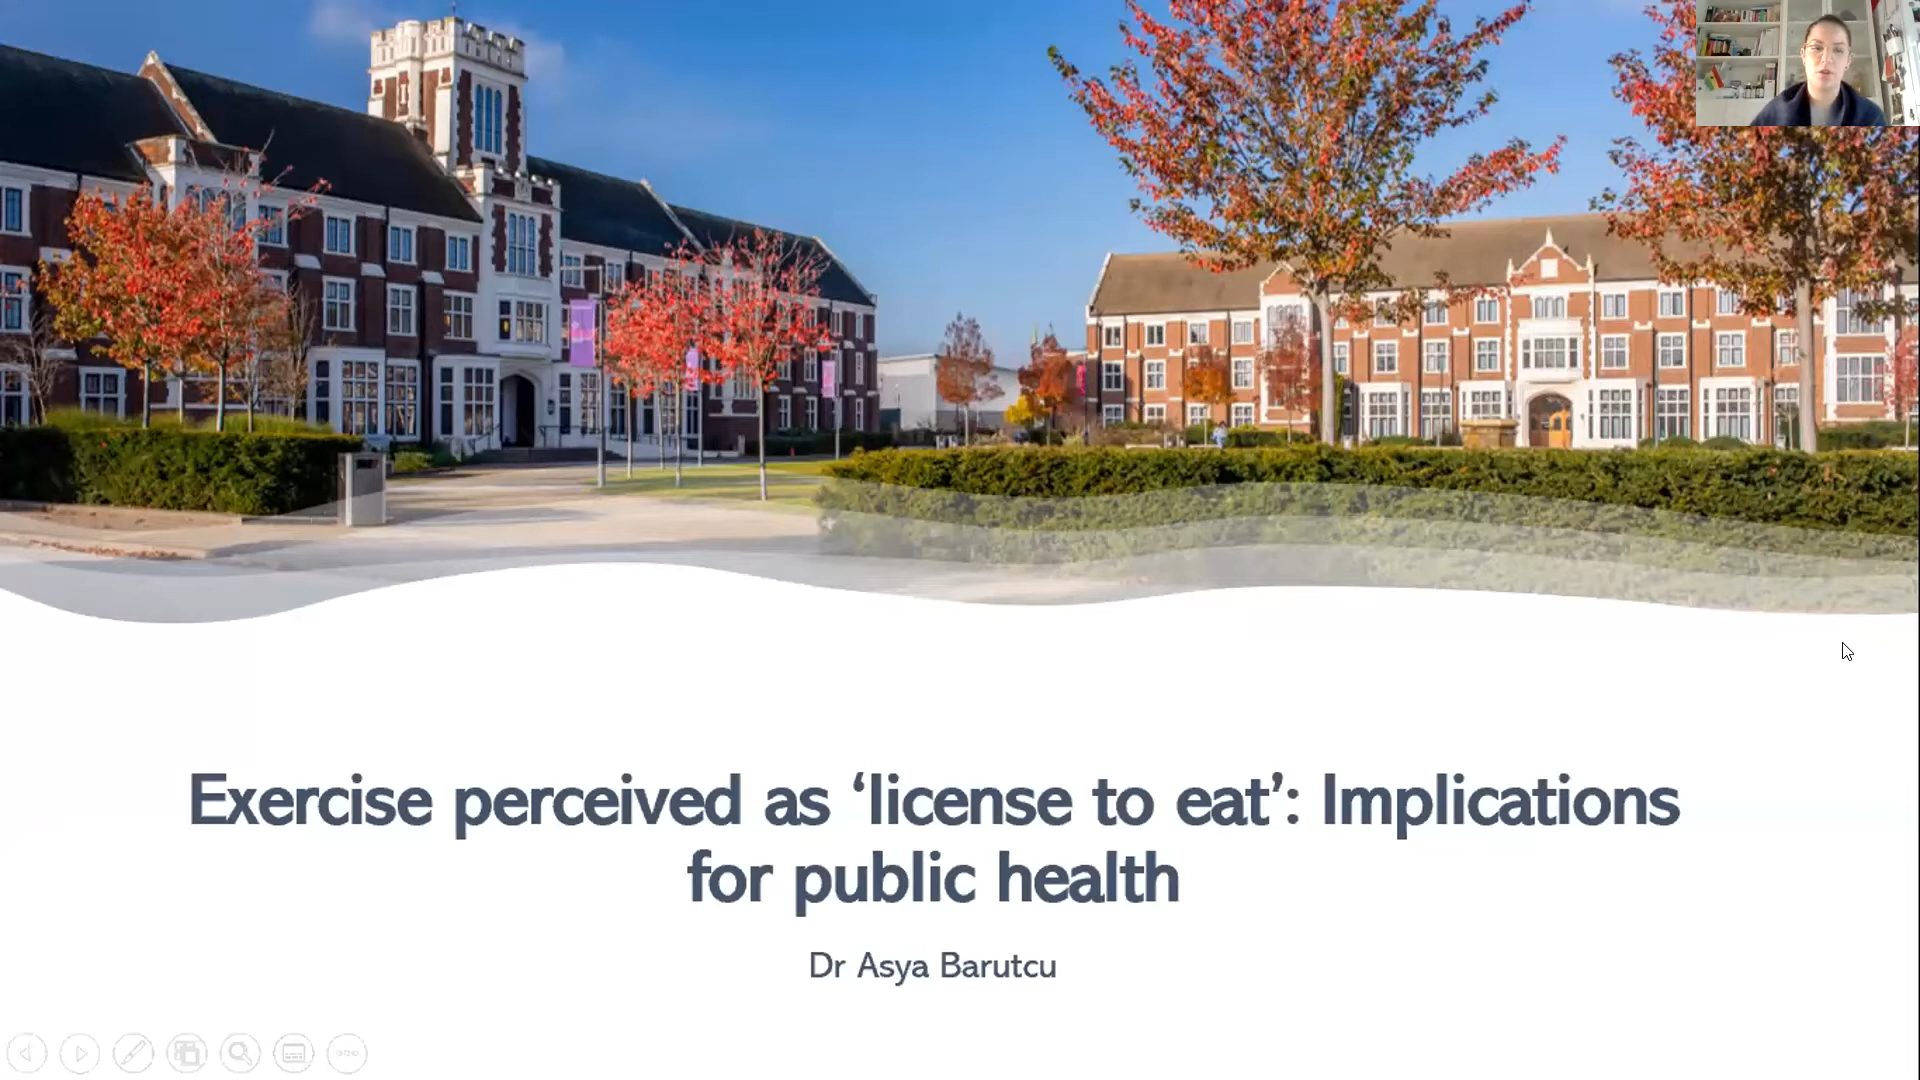 Exercise perceived as ‘license to eat’: Implications
for public health
Dr Asya Barutcu